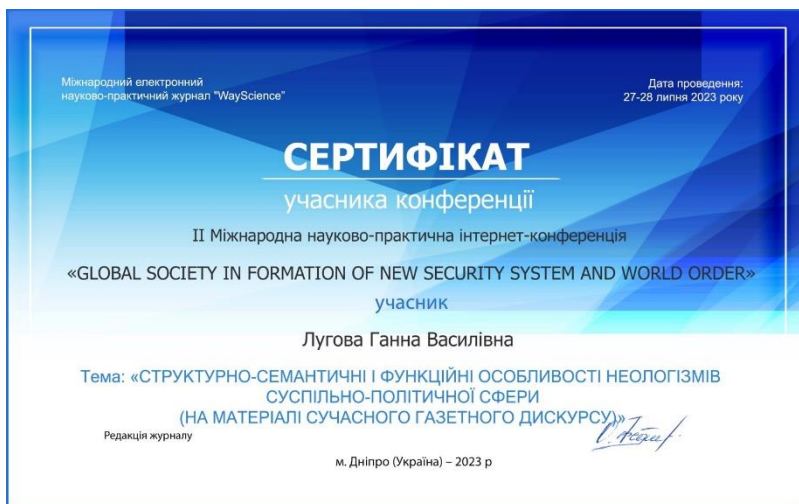 Міжнародний електронний
науково-практичний журнал "WayScience"
Дата проведення:
27-28 липня 2023 року
СЕРТИФІКАТ
учасника конференції
ІІ Міжнародна науково-практична інтернет-конференція
«GLOBAL SOCIETY IN FORMATION OF NEW SECURITY SYSTEM AND WORLD ORDER»
учасник
Лугова Ганна Василівна
Тема: «СТРУКТУРНО-СЕМАНТИЧНІ І ФУНКЦІЙНІ ОСОБЛИВОСТІ НЕОЛОГІЗМІВ
СУСПІЛЬНО-ПОЛІТИЧНОЇ СФЕРИ
(НА МАТЕРІАЛІ СУЧАСНОГО ГАЗЕТНОГО ДИСКУРСУ)»
Редакція журналу
м. Дніпро (Україна) – 2023 р